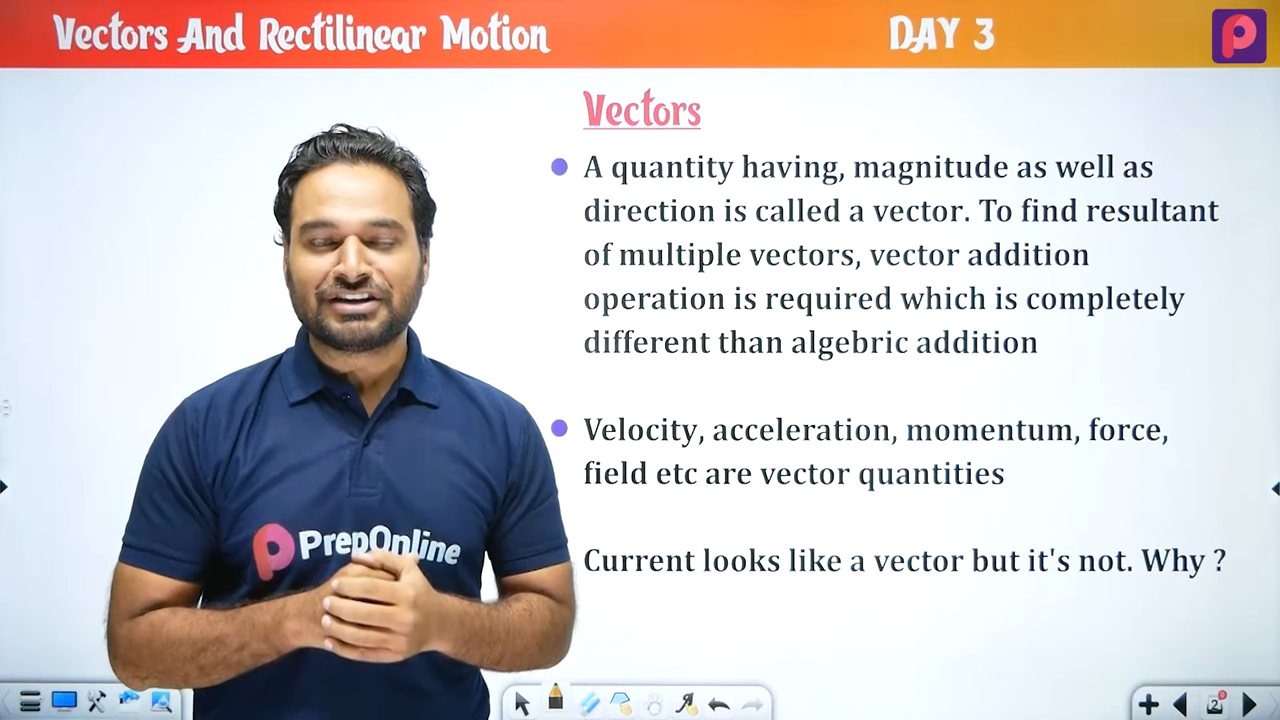 Vectors And Rectilinear Motion
DAY 3
Vectors
A quantity having, magnitude as well as
direction is called a vector. To find resultant
of multiple vectors, vector addition
operation is required which is completely
different than algebric addition
Velocity, acceleration, momentum, force,
field etc are vector quantities
Current looks like a vector but it's not. Why ?
PrepOnline
2